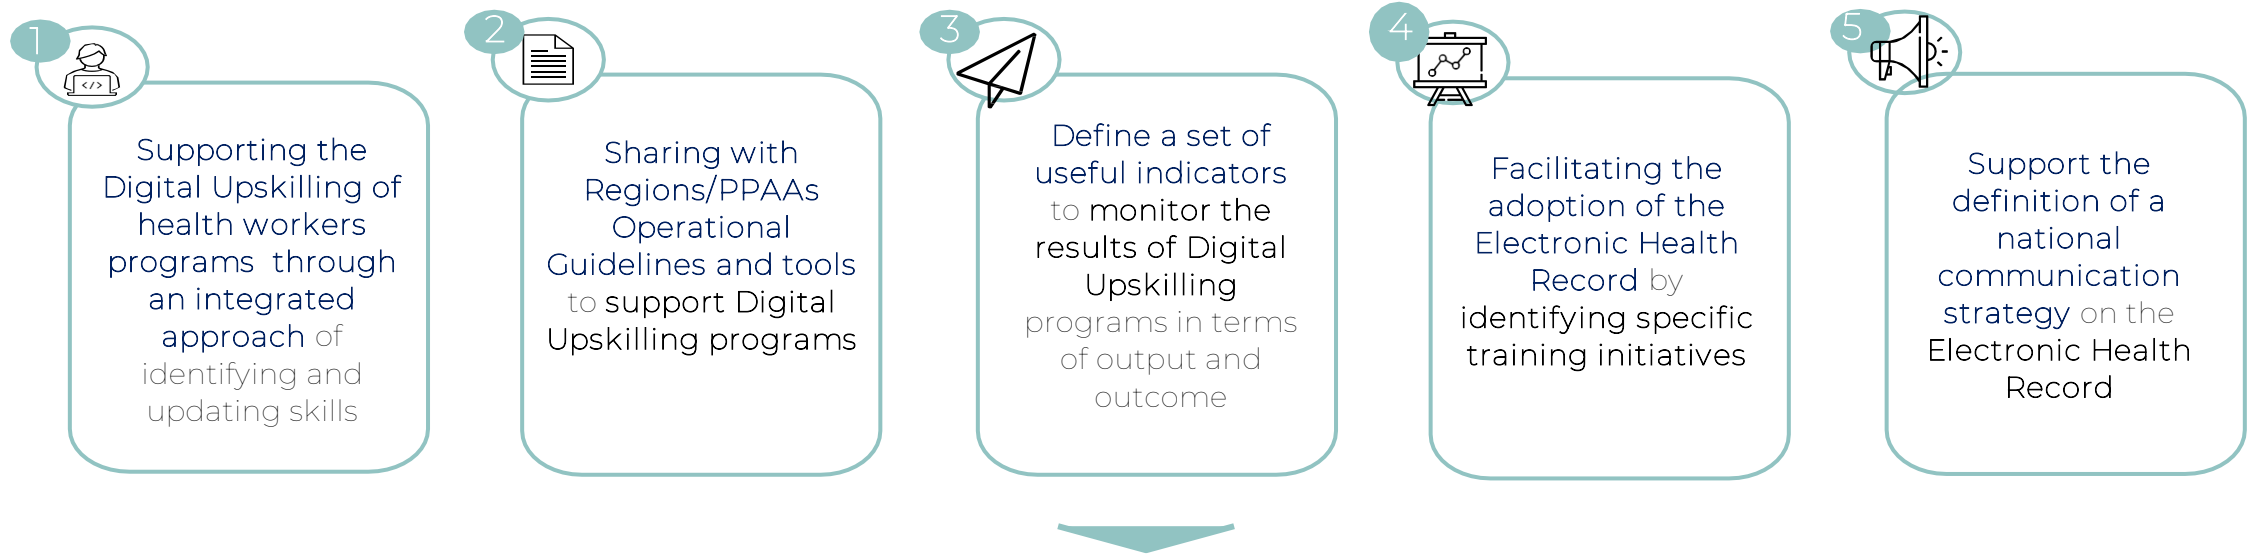 1
Supporting the
Digital Upskilling of
health workers
programs through
an integrated
approach of
identifying and
updating skills
2
Sharing with
Regions/PPAAs
Operational
Guidelines and tools
to support Digital
Upskilling programs
3
Define a set of
useful indicators
to monitor the
results of Digital
Upskilling
programs in terms
of output and
outcome
4
Facilitating the
adoption of the
Electronic Health
Record by
identifying specific
training initiatives
5
Support the
definition of a
national
communication
strategy on the
Electronic Health
Record